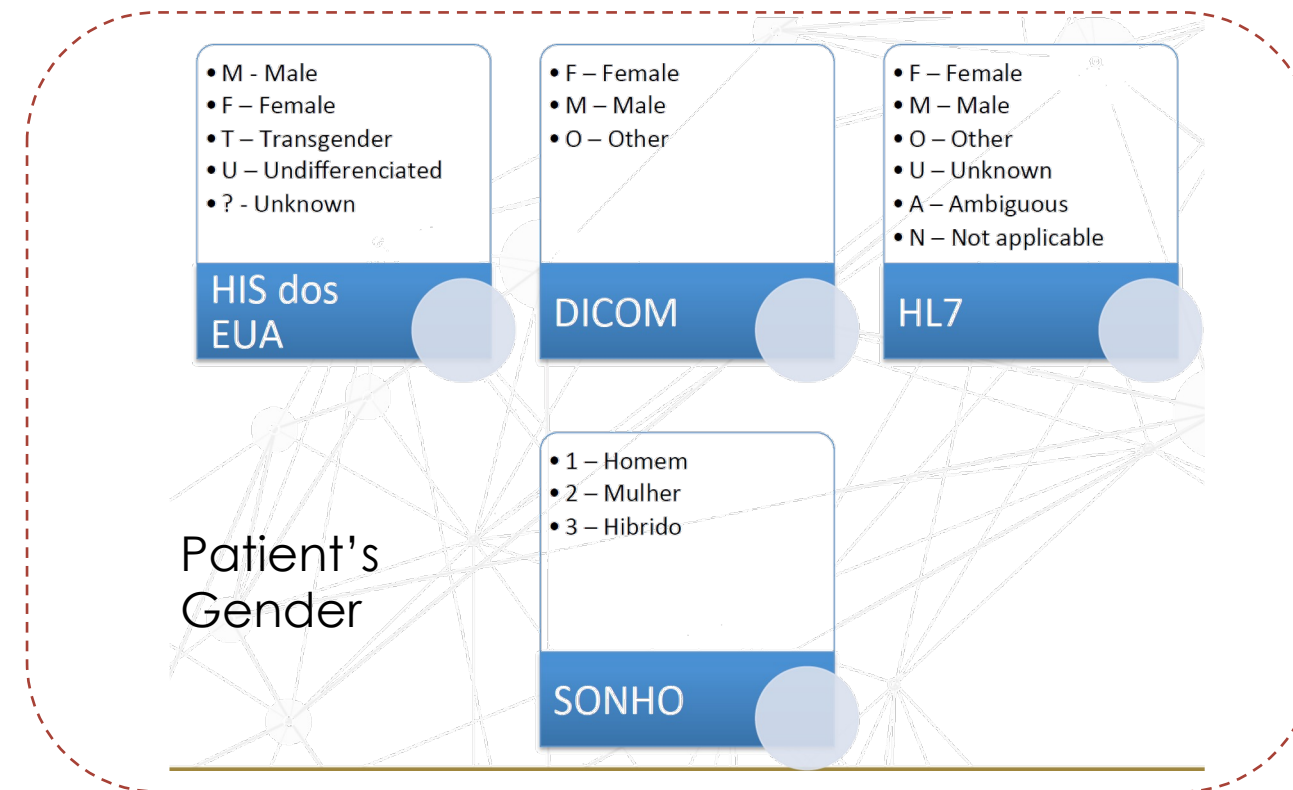 • M - Male
• F – Female
• T – Transgender
• U – Undifferenciated
• ? - Unknown
HIS dos
EUA
• F – Female
• M – Male
• O – Other
DICOM
• F – Female
• M – Male
• O – Other
• U – Unknown
• A – Ambiguous
• N – Not applicable
HL7
Patient’s
Gender
• 1 – Homem
• 2 – Mulher
• 3 – Hibrido
SONHO